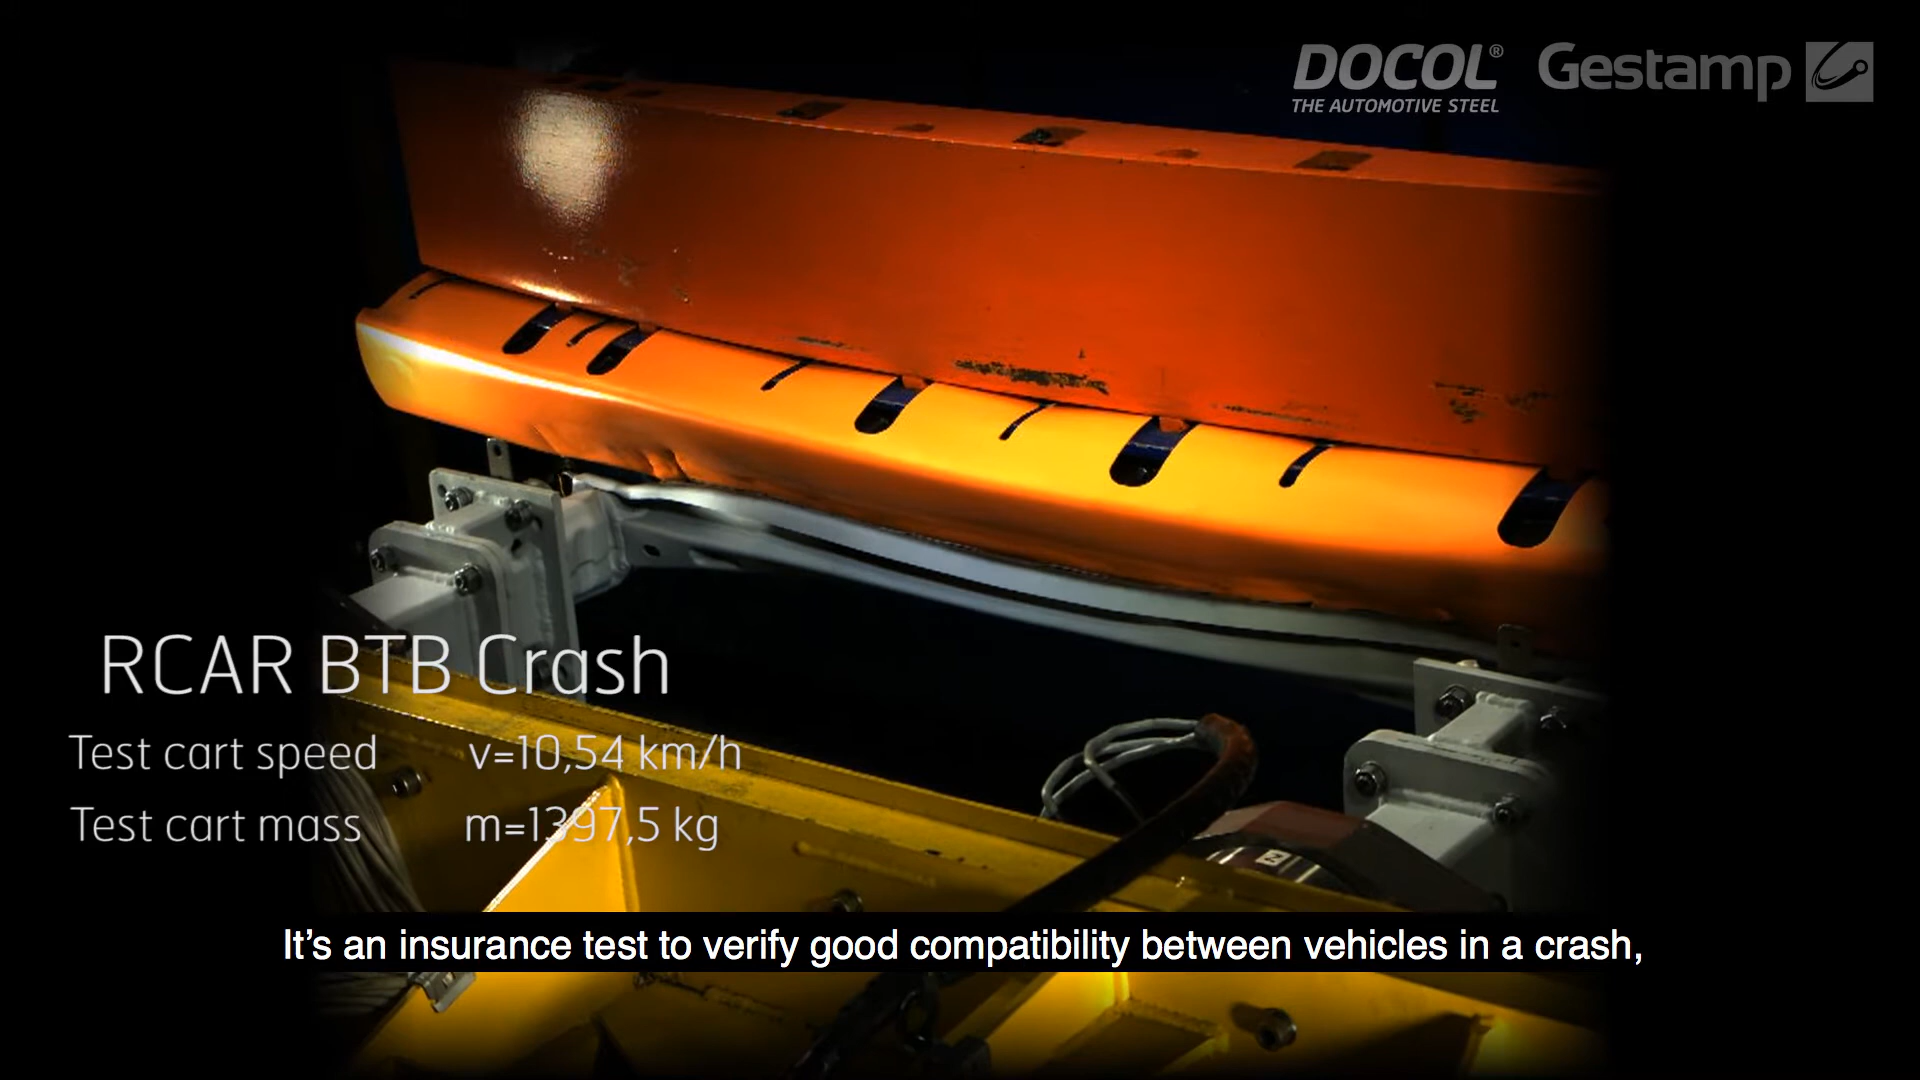 DOCOL®
THE AUTOMOTIVE STEEL
Gestamp
RCAR BTB Crash
Test cart speed v=10,54 km/h
Test cart mass m=1397,5 kg
It's an insurance test to verify good compatibility between vehicles in a crash,